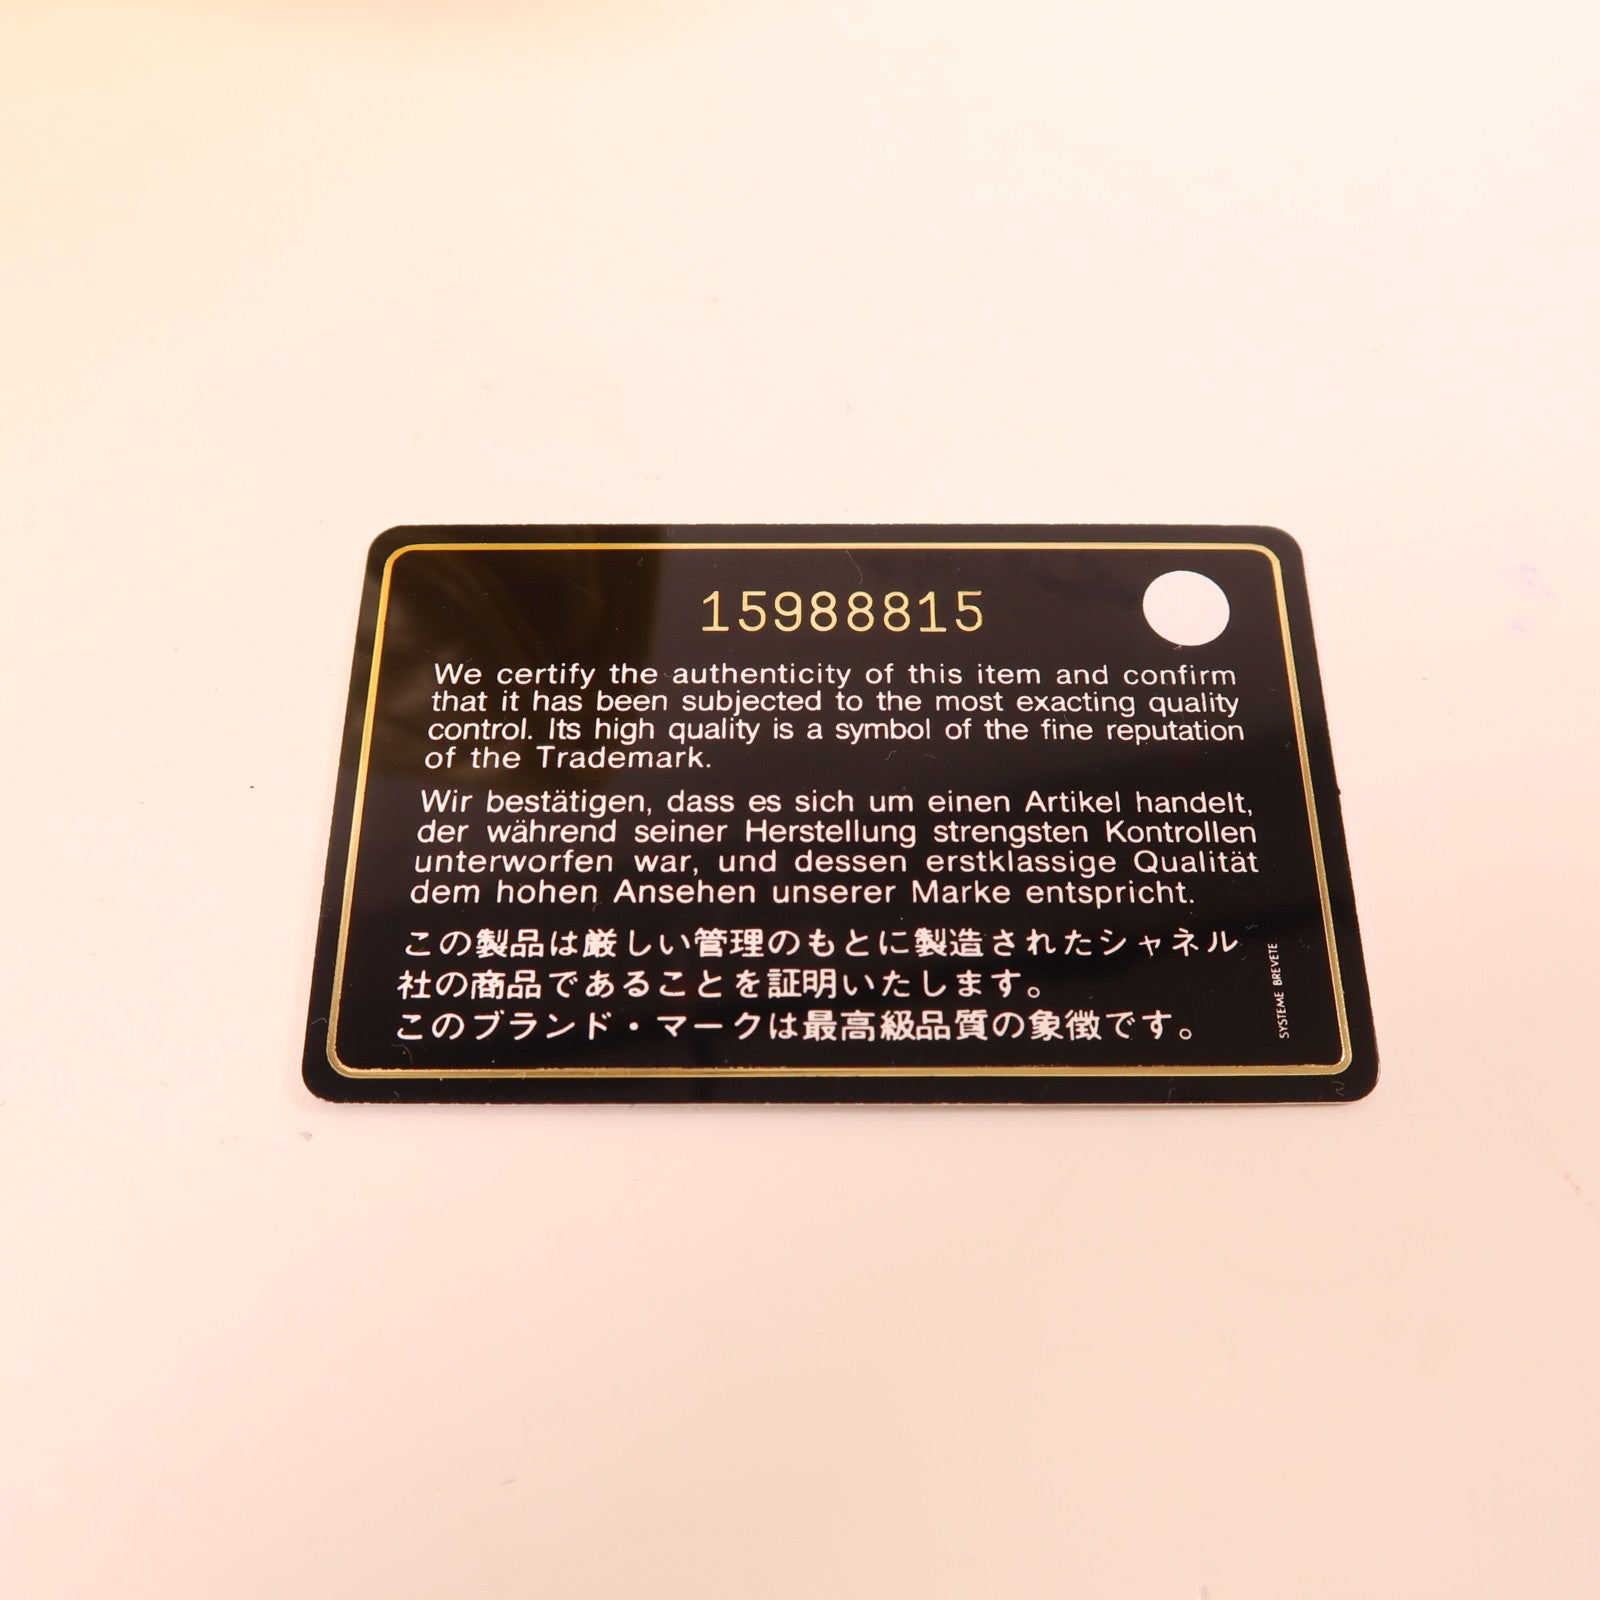 15988815
We certify the authenticity of this item and confirm
that it has been subjected to the most exacting quality
control. Its high quality is a symbol of the fine reputation
of the Trademark.
Wir bestätigen, dass es sich um einen Artikel handelt,
der während seiner Herstellung strengsten Kontrollen
unterworfen war, und dessen erstklassige Qualität
dem hohen Ansehen unserer Marke entspricht.
この製品は厳しい管理のもとに製造されたシャネル
社の商品であることを証明いたします。
このブランド・マークは最高級品質の象徴です。
SYSTEME BREVETE